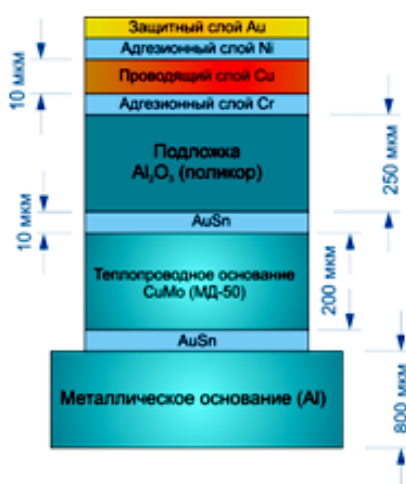 Защитный слой Au
Адгезионный слой Ni
Проводящий слой Cu
10 мкм
Адгезионный слой Cr
Подложка
Al₂O₃ (поликор)
250 мкм
AuSn
10 мкм
Теплопроводное основание
CuMo (МД-50)
200 мкм
AuSn
Металлическое основание (Al)
800 мкм